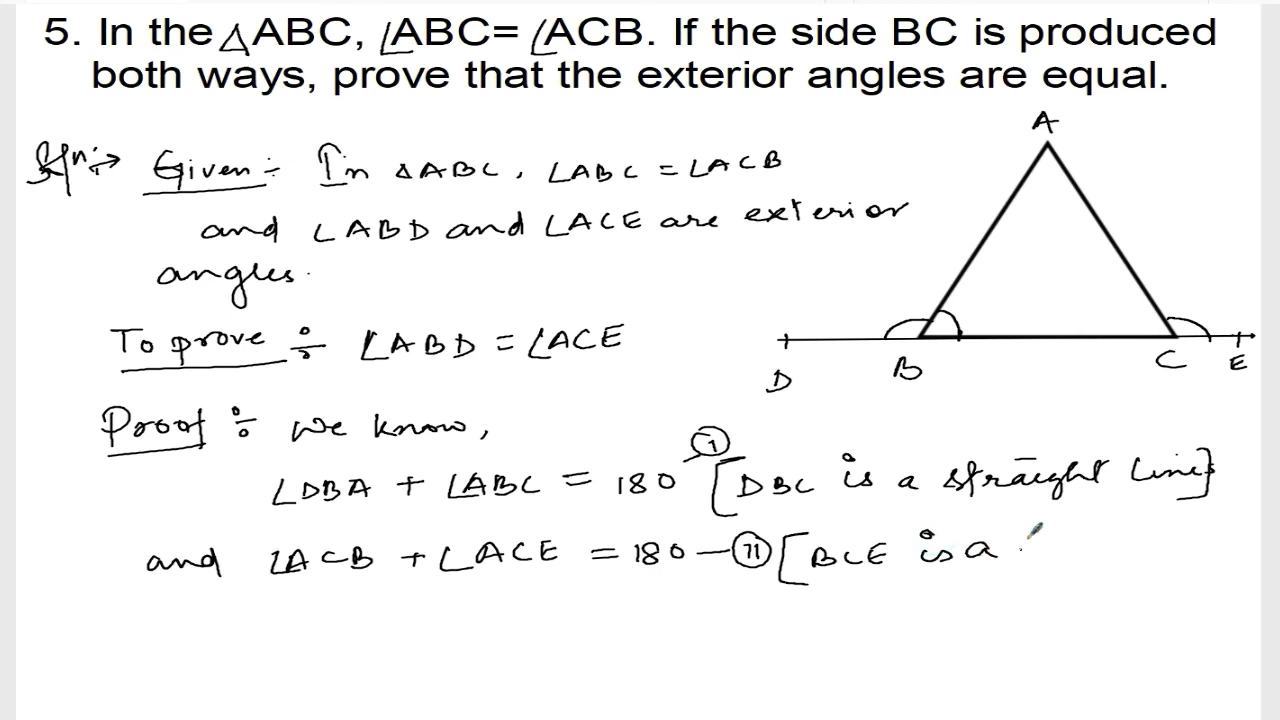 5. In the △ABC, ∠ABC= ∠ACB. If the side BC is produced
both ways, prove that the exterior angles are equal.
A
Given ÷ In △ABC, ∠ABC = ∠ACB
and ∠ABD and ∠ACE are exterior
angles.
To prove ÷ ∠ABD = ∠ACE
D B C E
Proof ÷ we know,
∠DBA + ∠ABC = 180 — (1) [DBC is a straight line]
and ∠ACB + ∠ACE = 180 — (11) [BCE is a